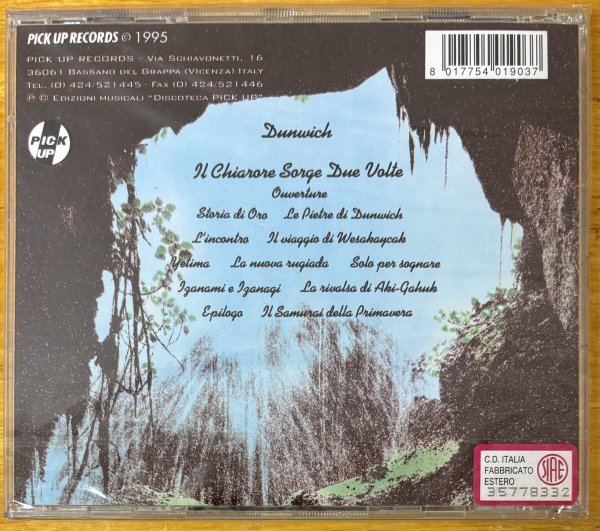 PICK UP RECORDS © 1995
PICK UP RECORDS - VIA SCHIAVONETTI, 16
36061 BASSANO DEL GRAPPA (VICENZA) ITALY
TEL. (0) 424/521445 - FAX (0) 424/521446
℗ © EDIZIONI MUSICALI "DISCOTECA PICK UP"
8 017754 019037
PICK
UP
Dunwich
Il Chiarore Sorge Due Volte
Ouverture
Storia di Oro Le Pietre di Dunwich
L'incontro Il viaggio di Wesakaycak
Yelima La nuova rugiada Solo per sognare
Izanami e Izanagi La rivalsa di Aki-Gahuk
Epilogo Il Samurai della Primavera
C.D. ITALIA
FABBRICATO
ESTERO
SIAE
35778332